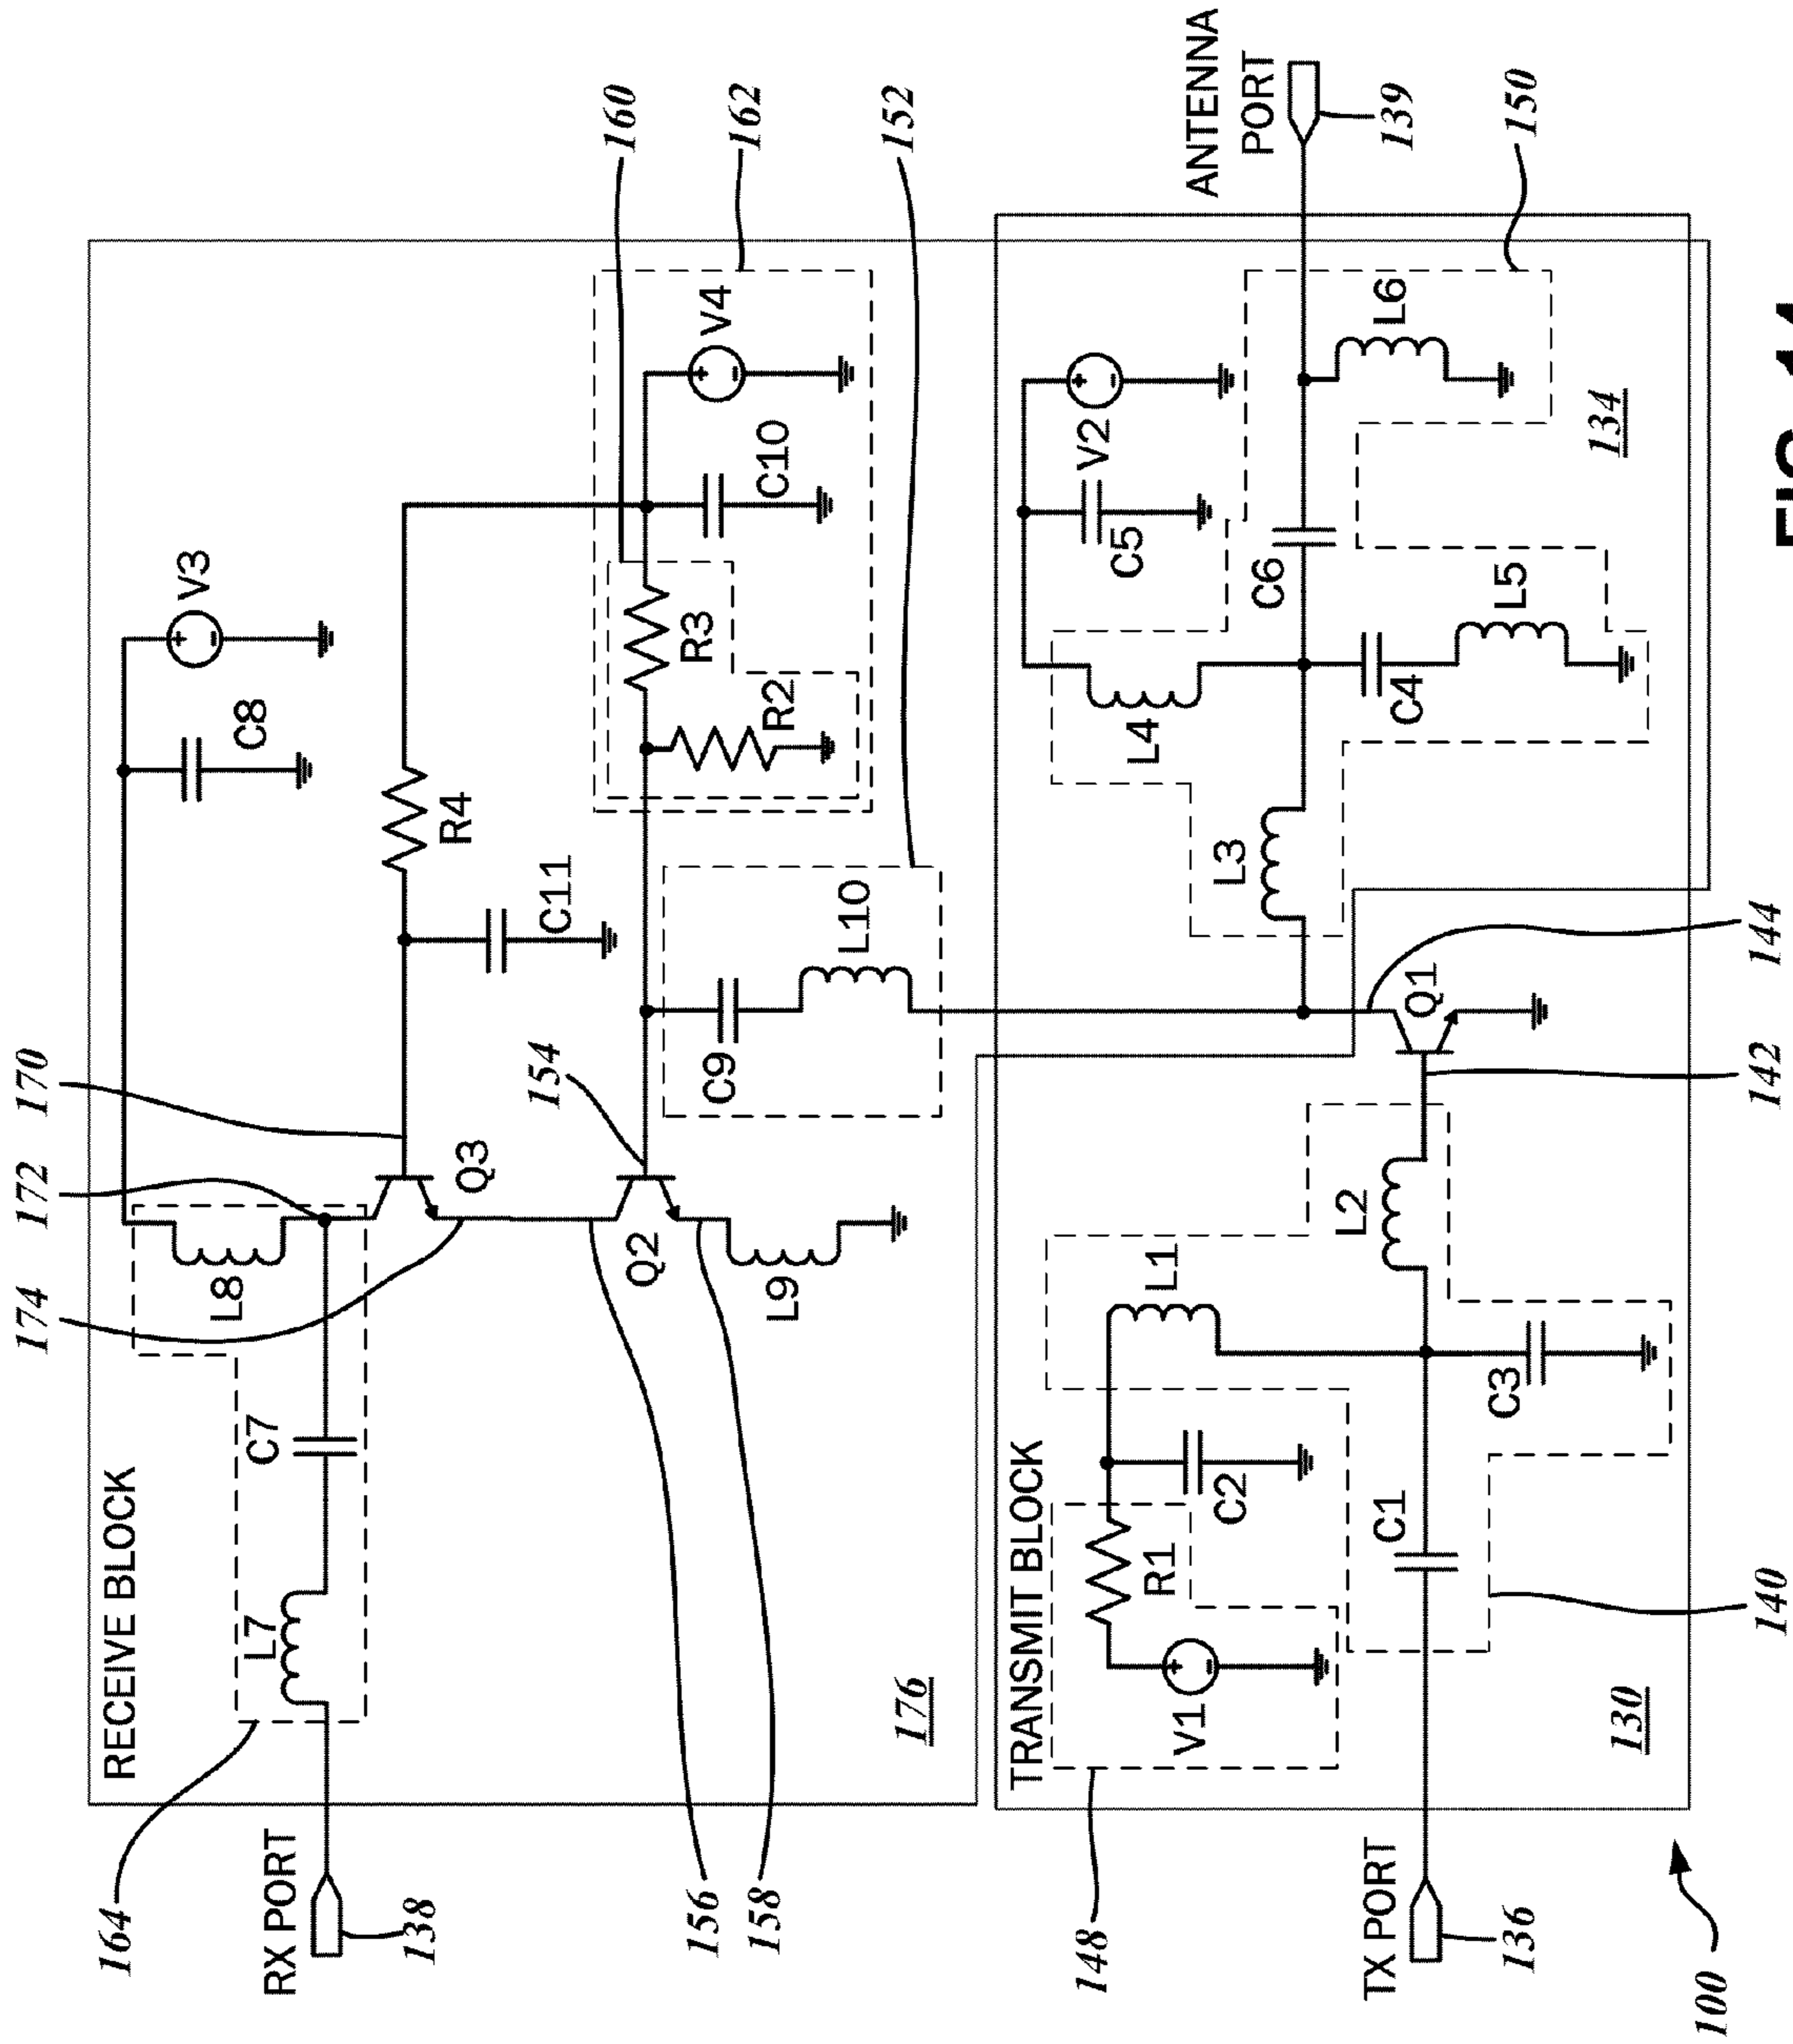 174
172
170
164
RECEIVE BLOCK
V3
L8
C8
RX PORT
L7
C7
138
R4
Q3
154
C11
160
Q2
156
R3
V4
C9
162
158
L9
R2
C10
L10
176
152
TRANSMIT BLOCK
148
V2
L4
C5
R1
L1
V1
ANTENNA
PORT
C2
L3
C6
L2
TX PORT
C1
L6
139
C4
Q1
136
C3
L5
150
134
130
100
140
142
144